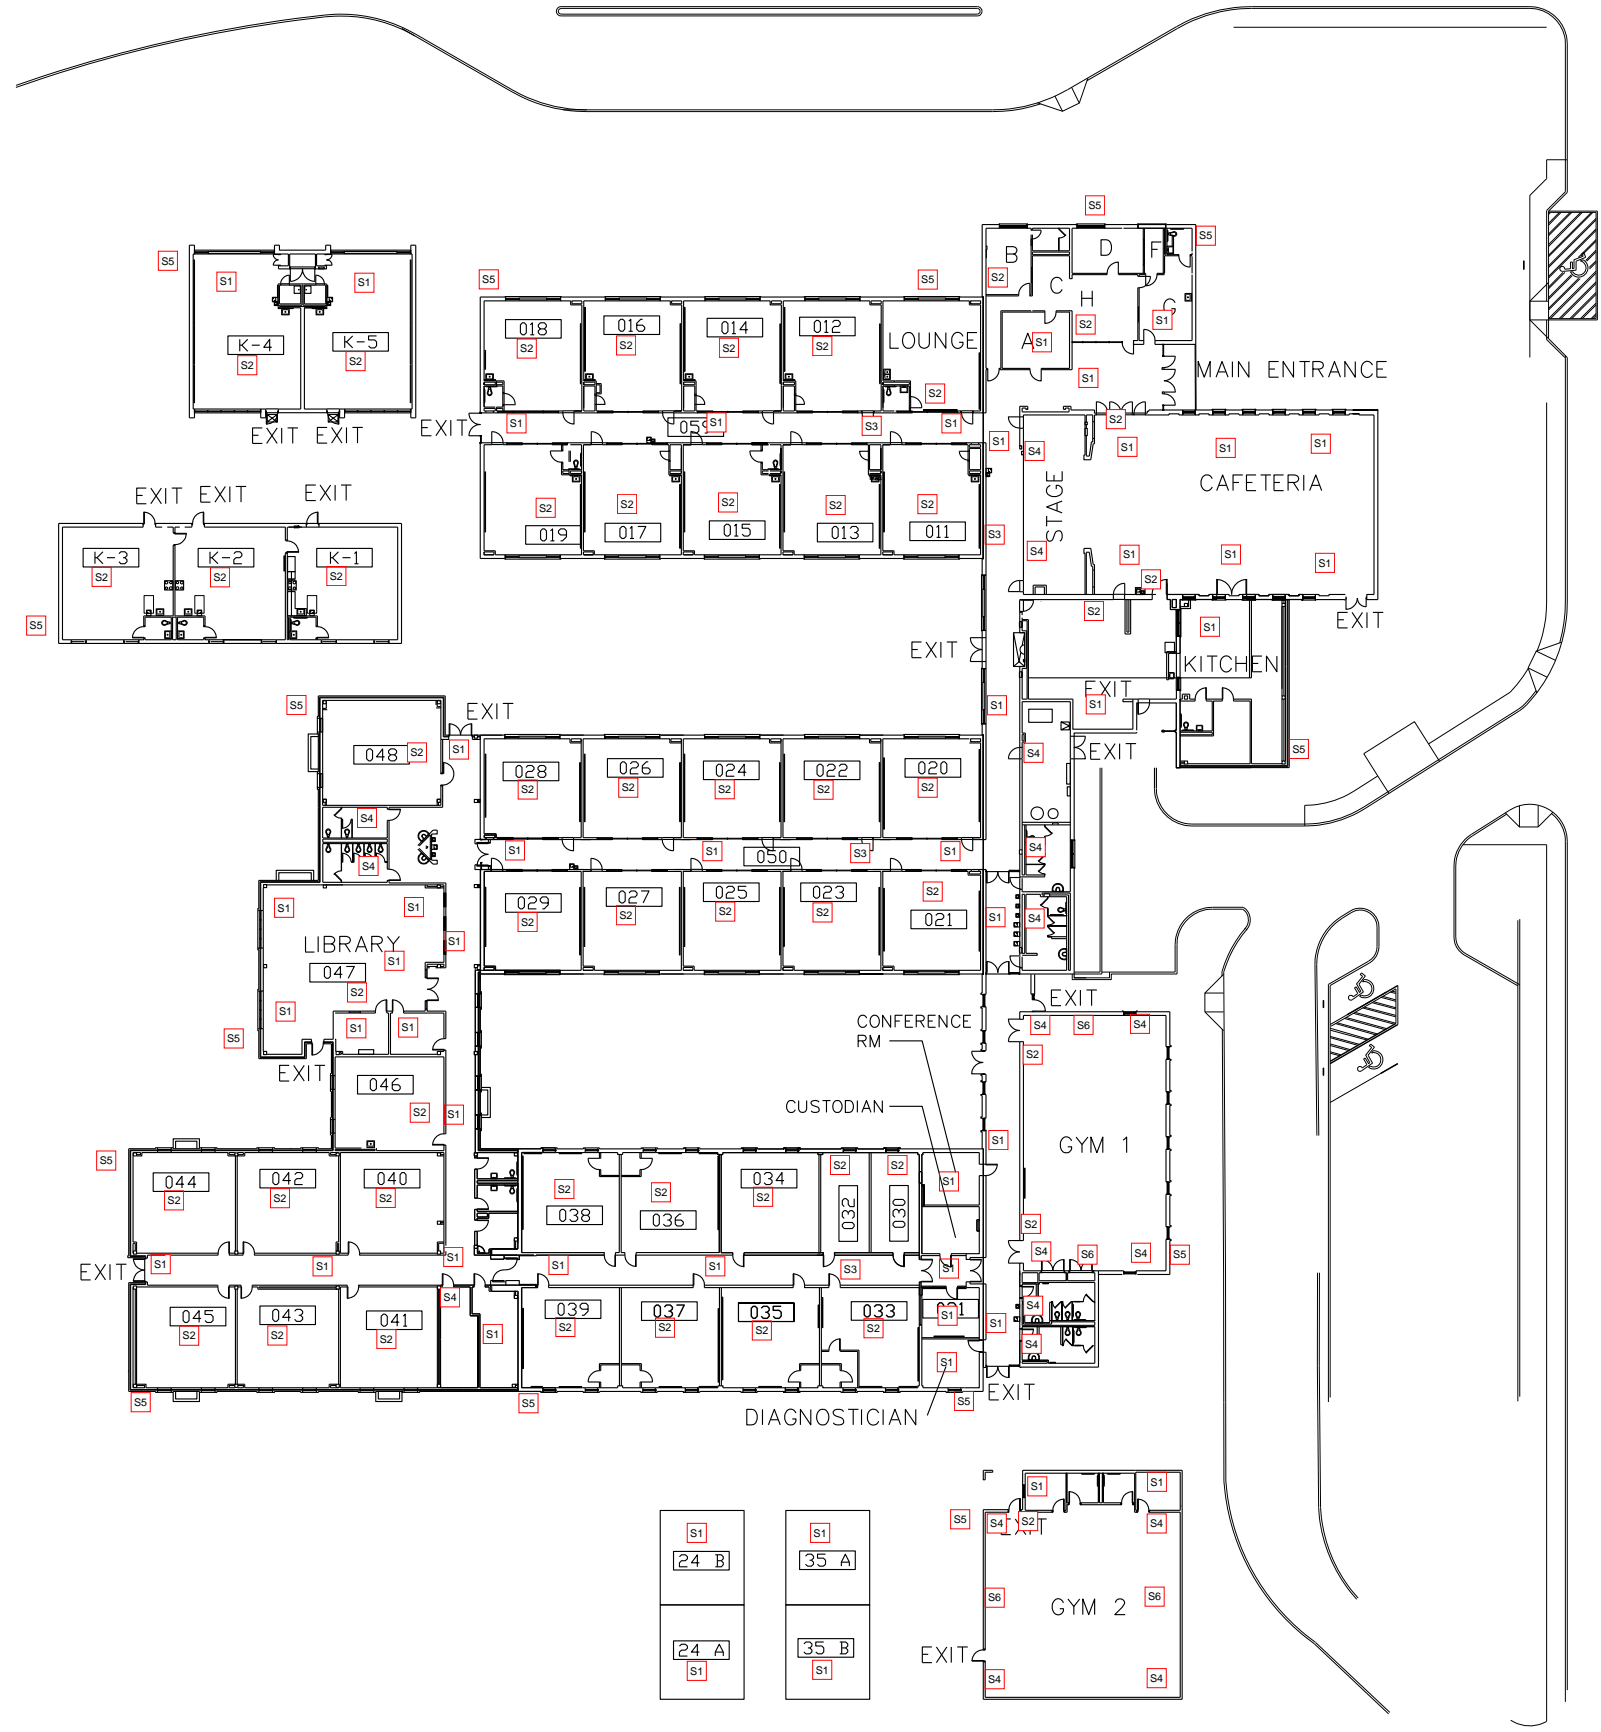 S5
B
D
F
S5
S5
S1
S1
S5
S5
S2
C
H
G
S1
S2
018
016
014
012
LOUNGE
A
S1
K-4
K-5
S2
S2
S2
S2
S2
S2
MAIN ENTRANCE
S1
S2
EXIT
EXIT
EXIT
S1
059
S1
S3
S1
S2
S1
S4
S1
S1
S1
STAGE
CAFETERIA
EXIT
EXIT
EXIT
S2
S2
S2
S2
S2
019
017
015
013
011
S3
S4
S1
S1
S1
K-3
K-2
K-1
S2
S2
S2
S2
S5
S2
EXIT
S1
EXIT
KITCHEN
EXIT
S5
EXIT
S1
S1
048
S2
S1
S4
EXIT
S5
028
026
024
022
020
S2
S2
S2
S2
S2
S4
S1
S1
050
S3
S1
S4
S4
029
027
025
023
S2
021
S2
S2
S2
S2
S1
S4
S1
S1
LIBRARY
S1
S1
047
S2
S1
EXIT
S1
S1
S5
CONFERENCE
RM
S4
S6
S4
S2
EXIT
046
S2
S1
CUSTODIAN
S1
GYM 1
S5
044
042
040
S2
S2
S2
S2
038
S2
036
034
S2
S2
032
S2
030
S1
S2
S4
S6
S4
S5
EXIT
S1
S1
S1
S1
S1
S3
S1
045
043
041
S4
S1
039
037
035
033
S1
S1
S4
S2
S2
S2
S2
S2
S2
S2
S4
S1
S5
S5
S5
EXIT
DIAGNOSTICIAN
S1
S1
S5
S4
S2
S4
S1
S1
24 B
35 A
S6
S6
GYM 2
24 A
35 B
EXIT
S1
S1
S4
S4